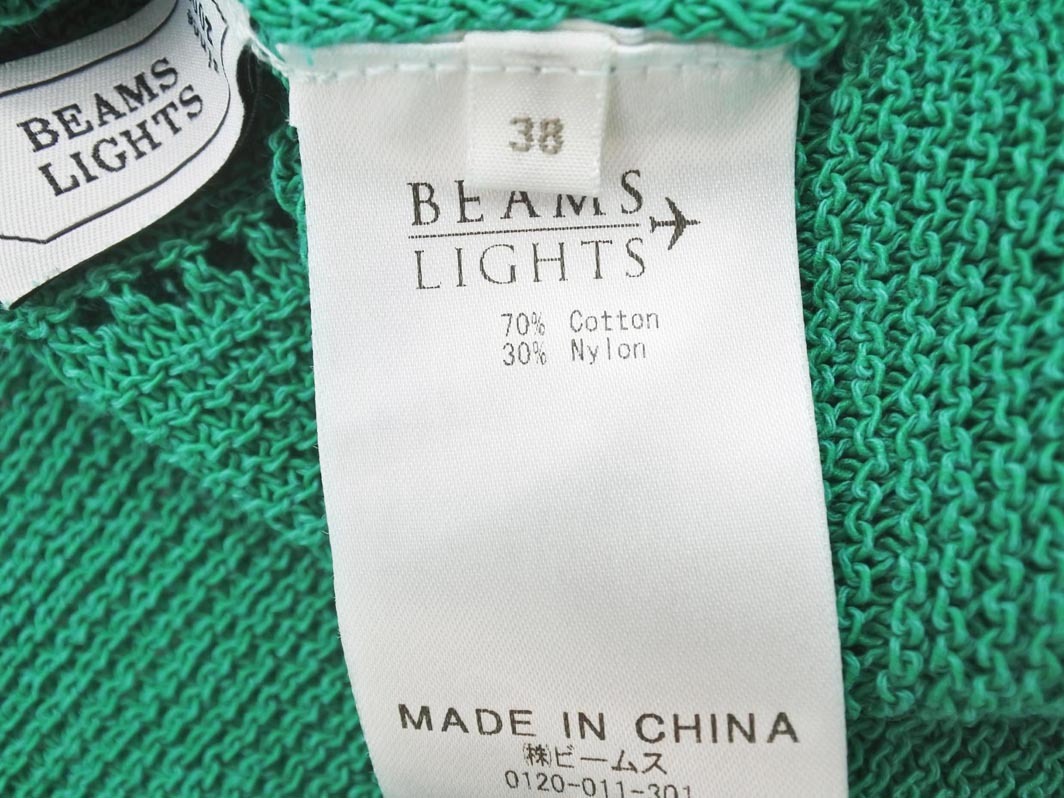 BEAMS
LIGHTS
38
BEAMS
LIGHTS
70% Cotton
30% Nylon
MADE IN CHINA
㈱ビームス
0120-011-301